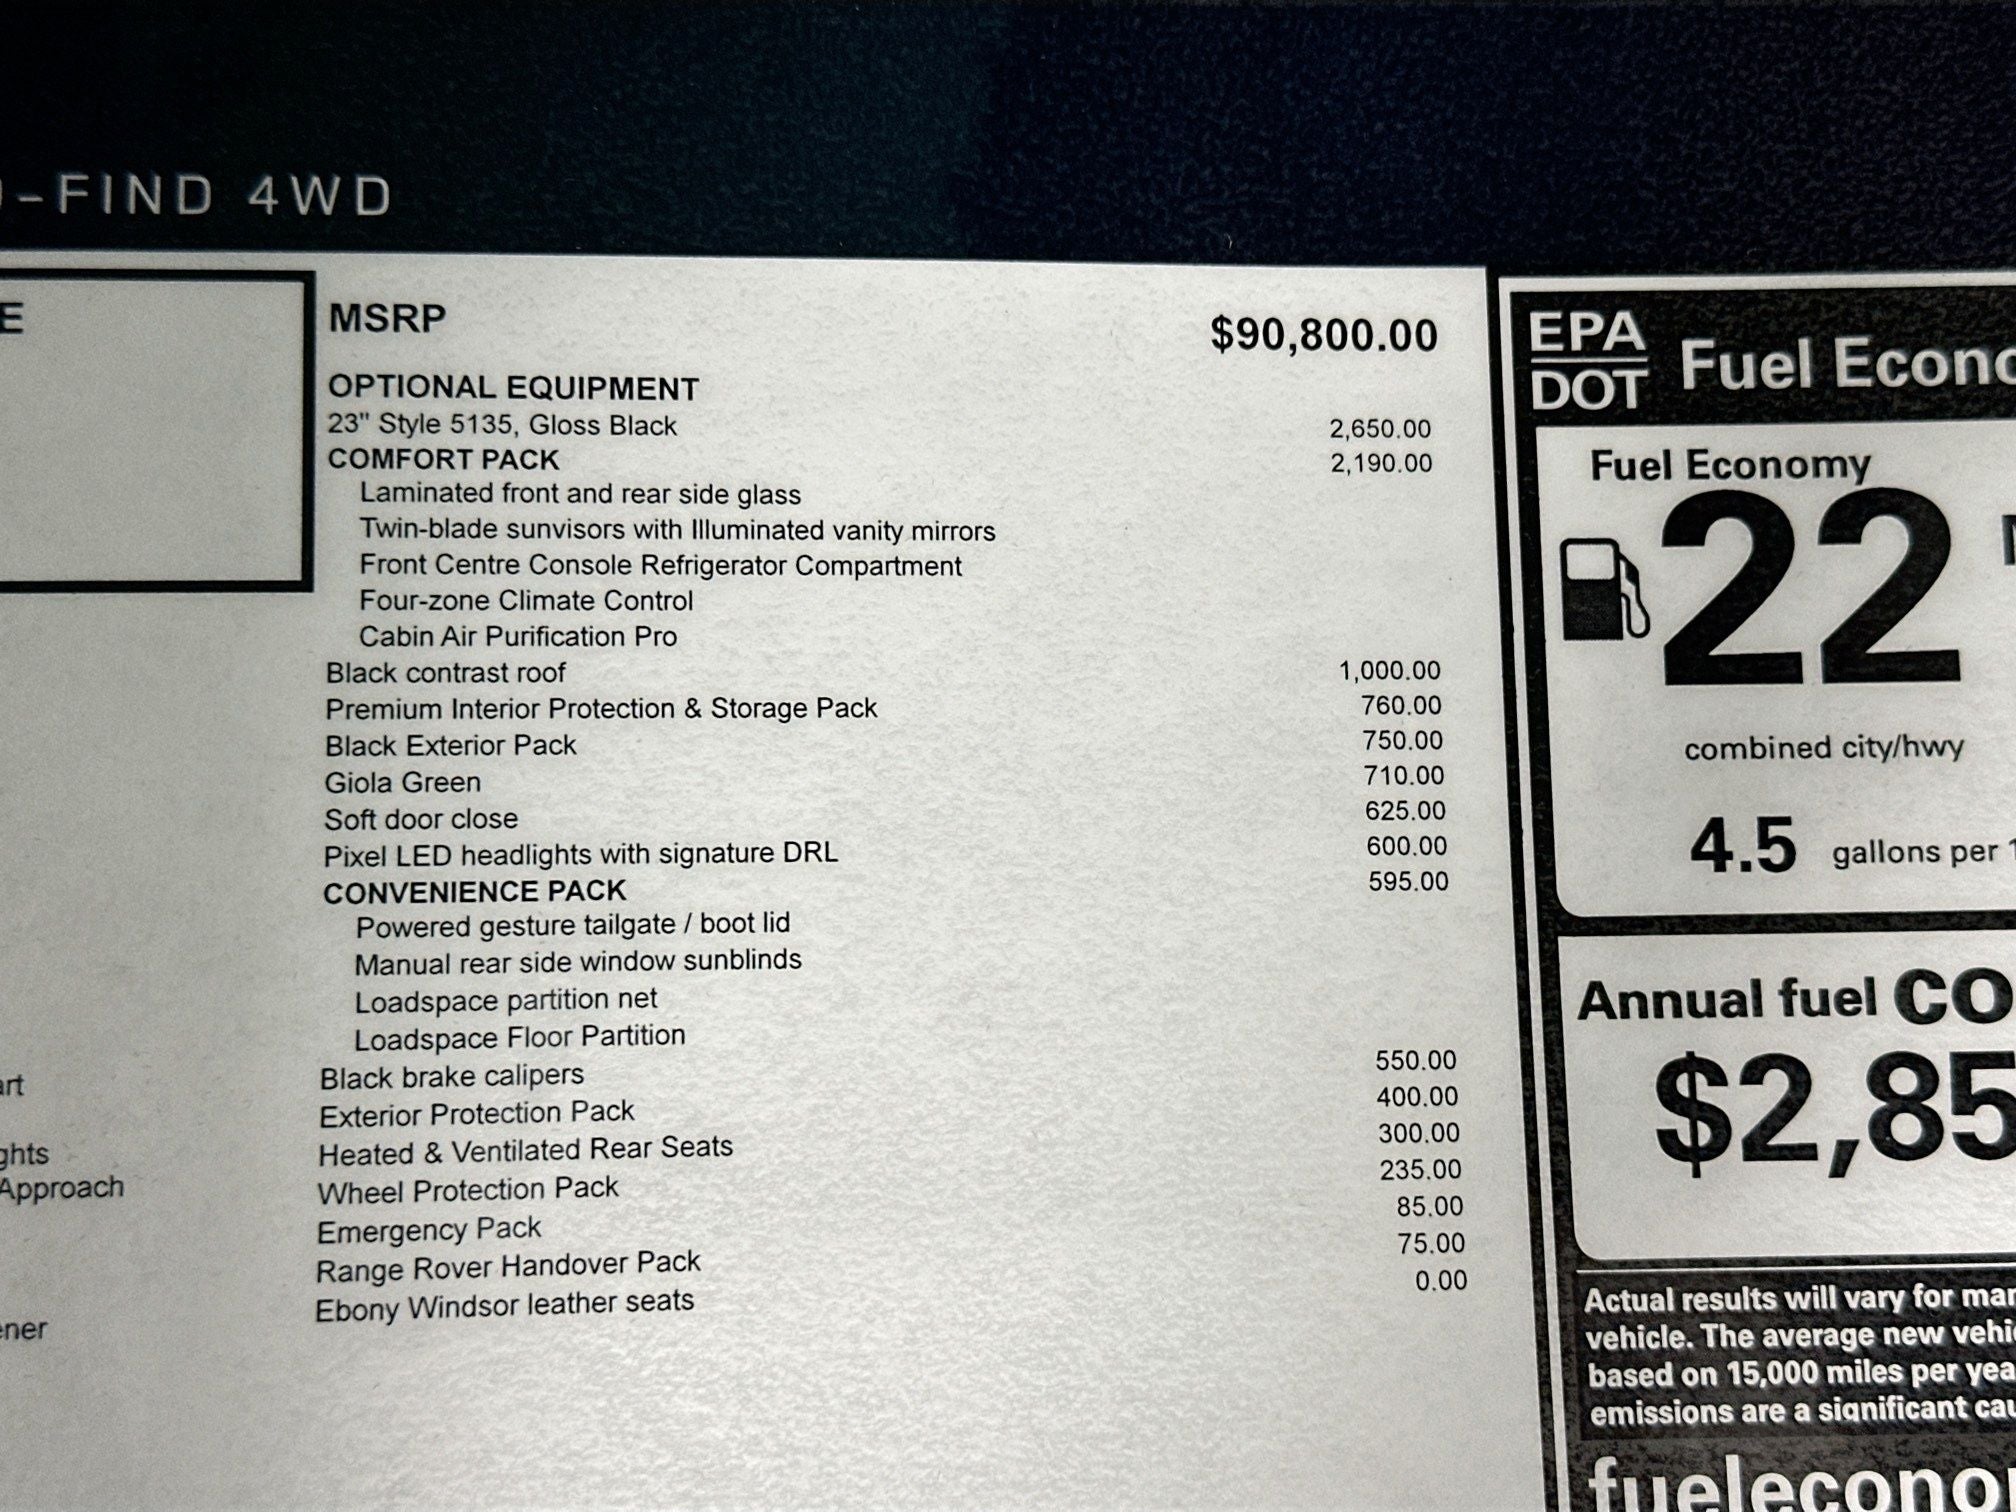 -FIND 4WD
E
MSRP $90,800.00
OPTIONAL EQUIPMENT
23" Style 5135, Gloss Black 2,650.00
COMFORT PACK 2,190.00
Laminated front and rear side glass
Twin-blade sunvisors with Illuminated vanity mirrors
Front Centre Console Refrigerator Compartment
Four-zone Climate Control
Cabin Air Purification Pro
Black contrast roof 1,000.00
Premium Interior Protection & Storage Pack 760.00
Black Exterior Pack 750.00
Giola Green 710.00
Soft door close 625.00
Pixel LED headlights with signature DRL 600.00
CONVENIENCE PACK 595.00
Powered gesture tailgate / boot lid
Manual rear side window sunblinds
Loadspace partition net
Loadspace Floor Partition
Black brake calipers 550.00
Exterior Protection Pack 400.00
Heated & Ventilated Rear Seats 300.00
Wheel Protection Pack 235.00
Emergency Pack 85.00
Range Rover Handover Pack 75.00
Ebony Windsor leather seats 0.00
art
ghts
Approach
ener
EPA
DOT
Fuel Econo
Fuel Economy
22
combined city/hwy
4.5 gallons per 1
Annual fuel CO
$2,85
Actual results will vary for mar
vehicle. The average new vehi
based on 15,000 miles per yea
emissions are a significant cau
fuelecono